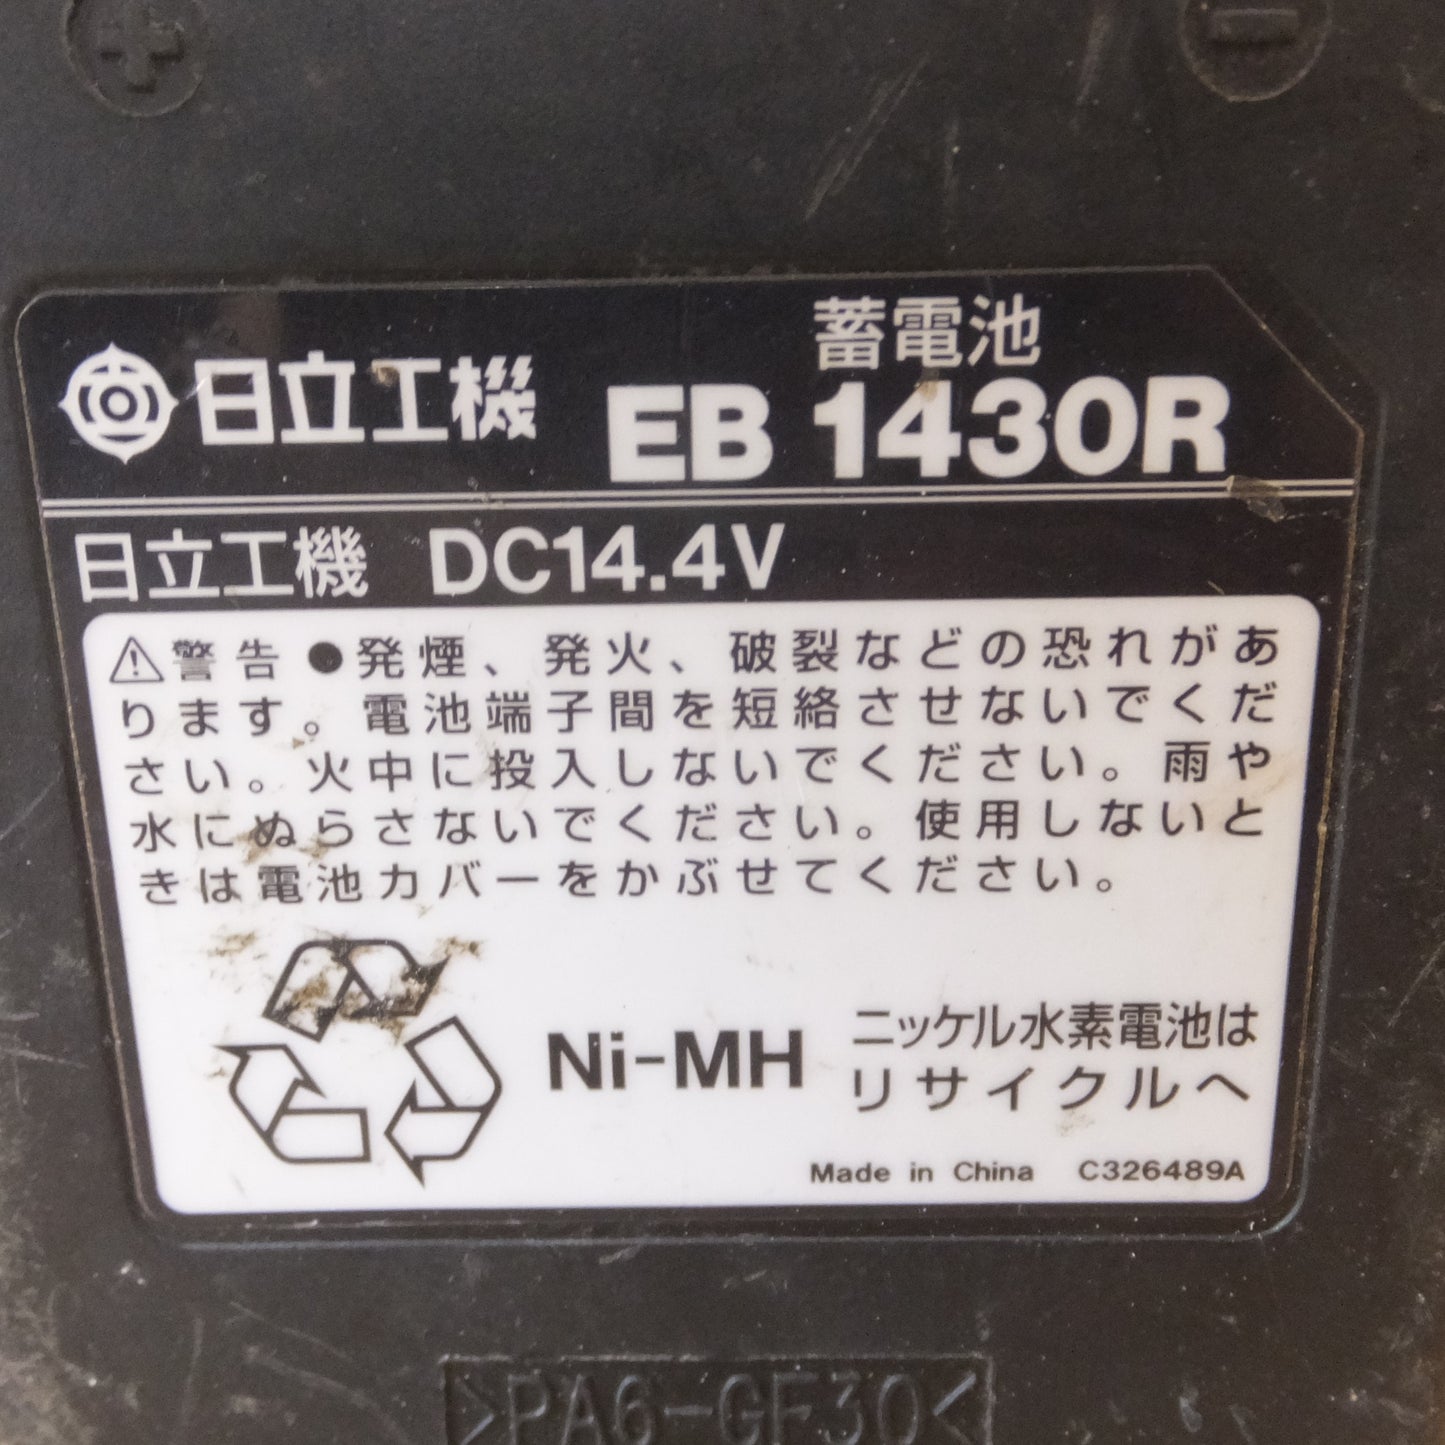 蓄電池
日立工機 EB 1430R
日立工機 DC14.4V
⚠警告 ●発煙、発火、破裂などの恐れがあ
ります。電池端子間を短絡させないでくだ
さい。火中に投入しないでください。雨や
水にぬらさないでください。使用しないと
きは電池カバーをかぶせてください。
Ni-MH
ニッケル水素電池は
リサイクルへ
Made in China C326489A
>PA6-GF30<